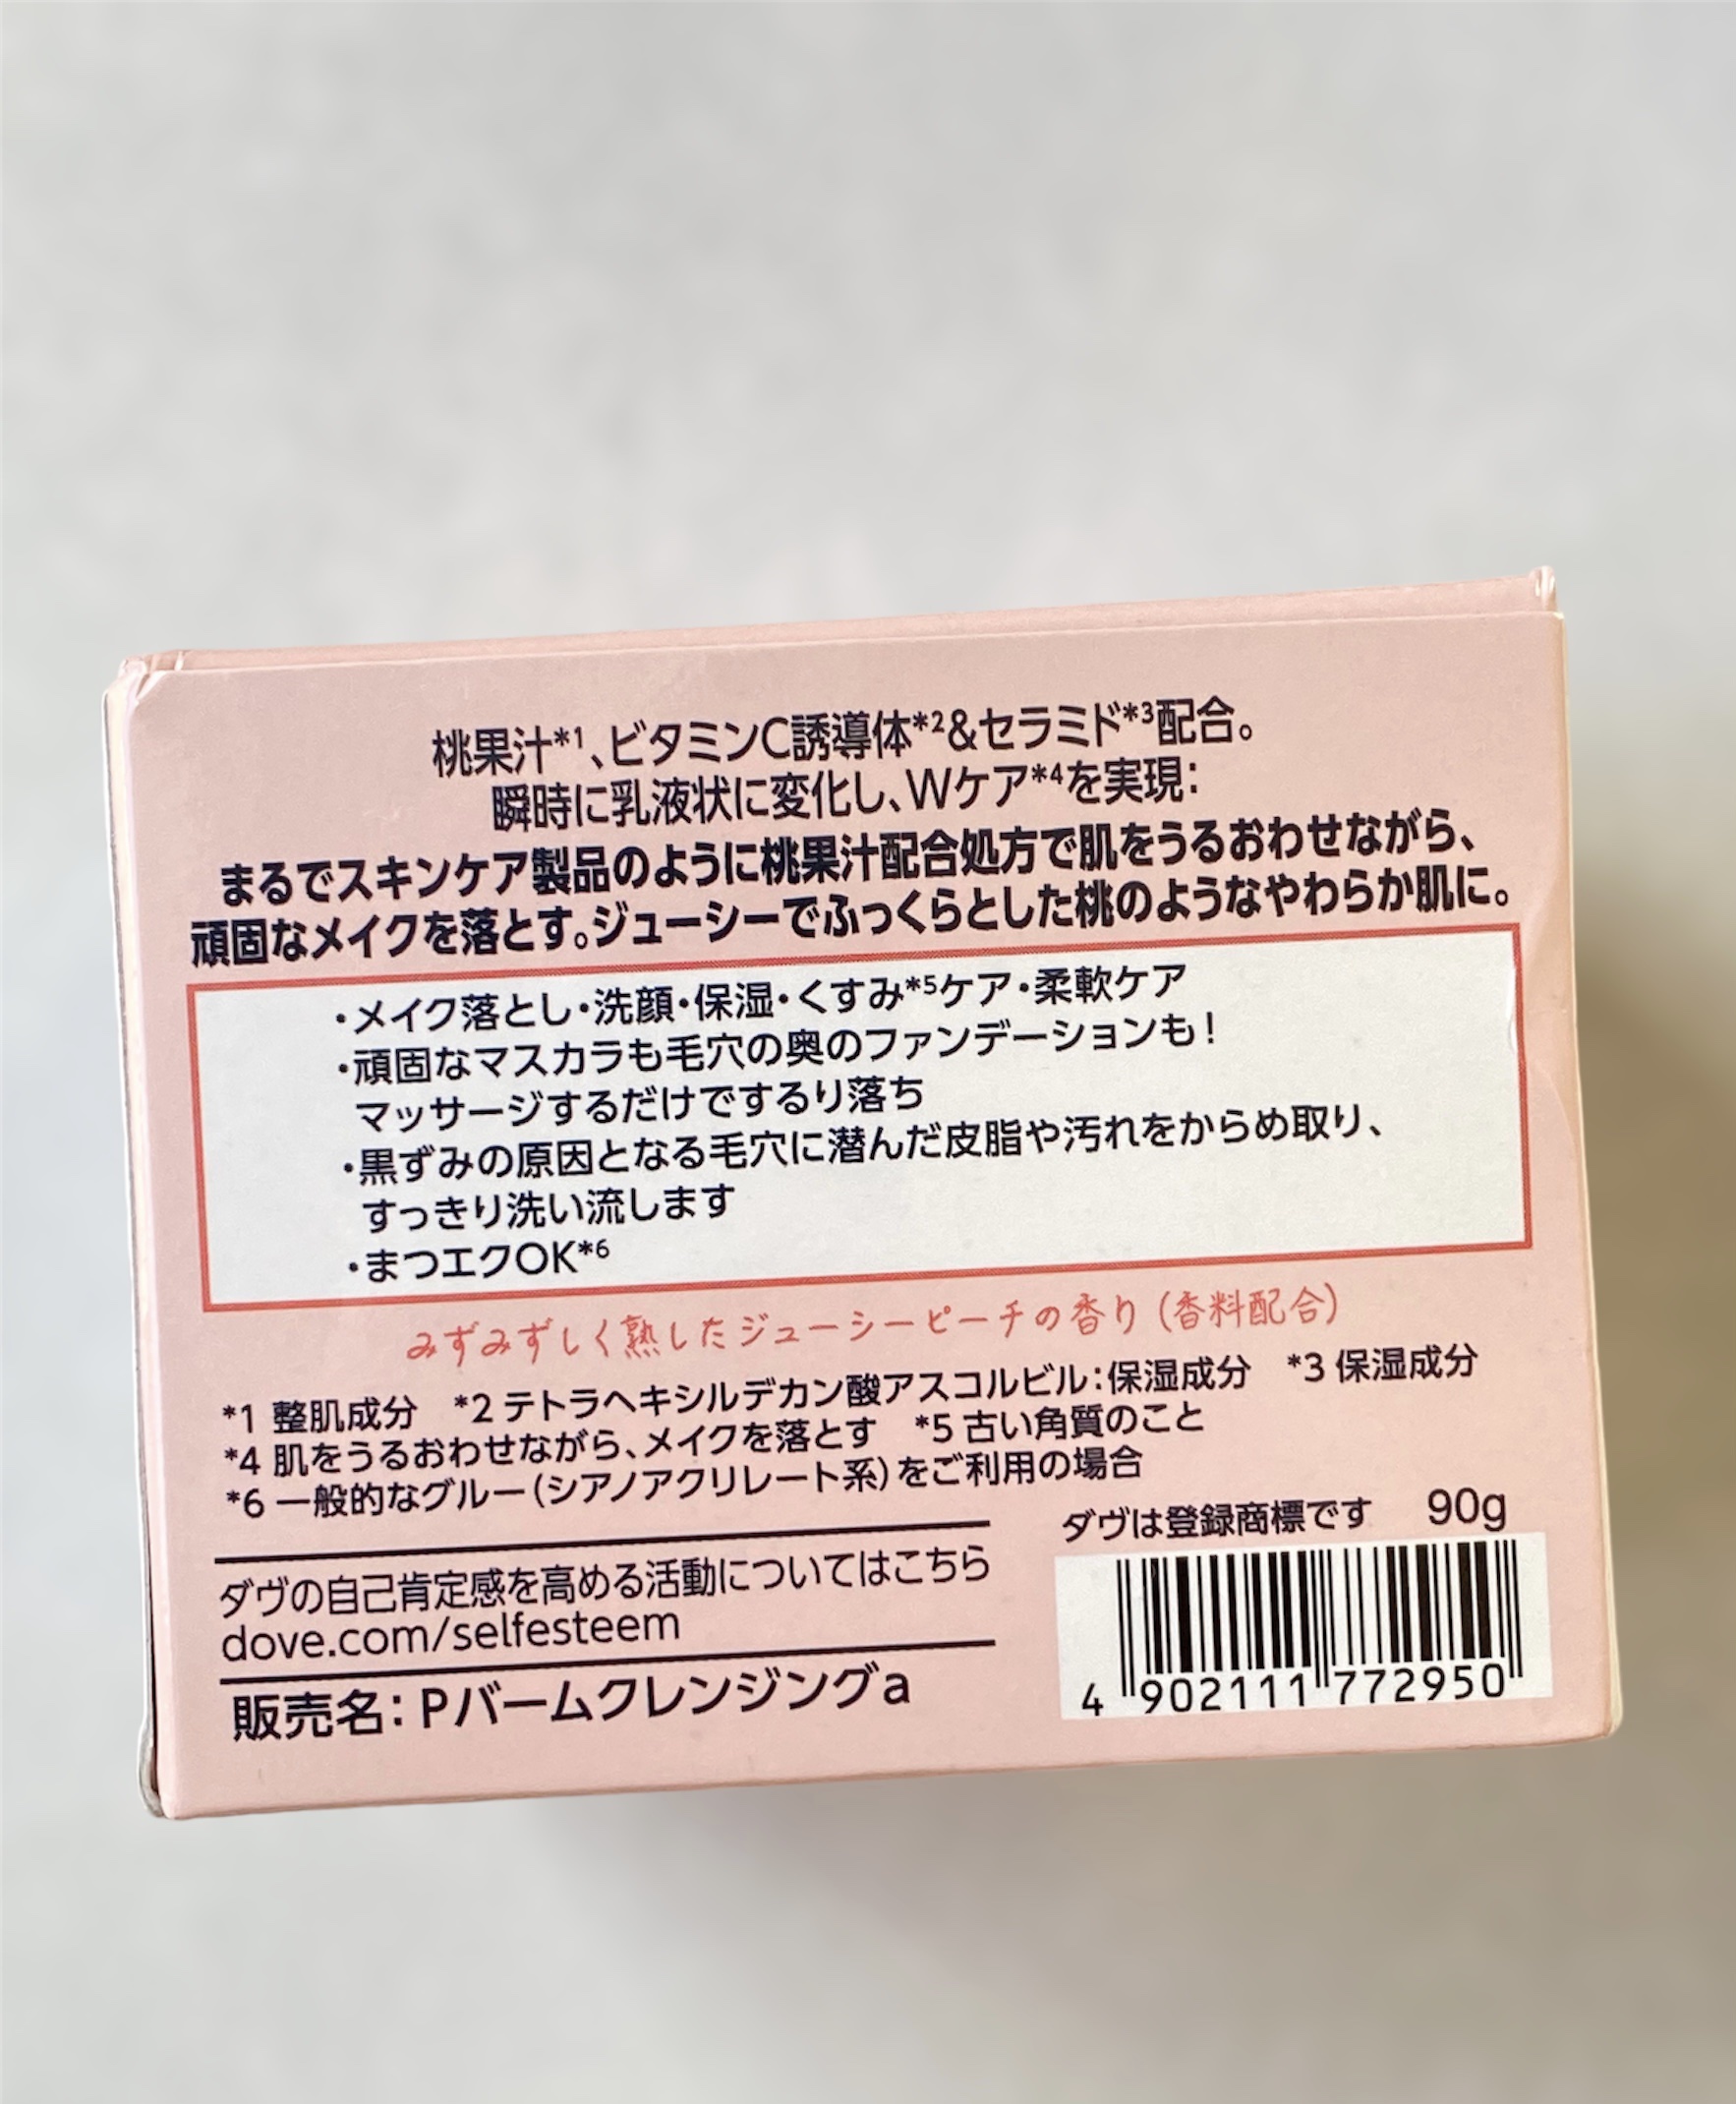 桃果汁*1、ビタミンC誘導体*2&セラミド*3配合。
瞬時に乳液状に変化し、Wケア*4を実現:
まるでスキンケア製品のように桃果汁配合処方で肌をうるおわせながら、
頑固なメイクを落とす。ジューシーでふっくらとした桃のようなやわらか肌に。
・メイク落とし・洗顔・保湿・くすみ*5ケア・柔軟ケア
・頑固なマスカラも毛穴の奥のファンデーションも!
マッサージするだけでするり落ち
・黒ずみの原因となる毛穴に潜んだ皮脂や汚れをからめ取り、
すっきり洗い流します
・まつエクOK*6
みずみずしく熟したジューシーピーチの香り(香料配合)
*1 整肌成分 *2 テトラヘキシルデカン酸アスコルビル:保湿成分 *3 保湿成分
*4 肌をうるおわせながら、メイクを落とす *5 古い角質のこと
*6 一般的なグルー(シアノアクリレート系)をご利用の場合
ダヴは登録商標です 90g
ダヴの自己肯定感を高める活動についてはこちら
dove.com/selfesteem
販売名:Pバームクレンジングa
4 902111 772950